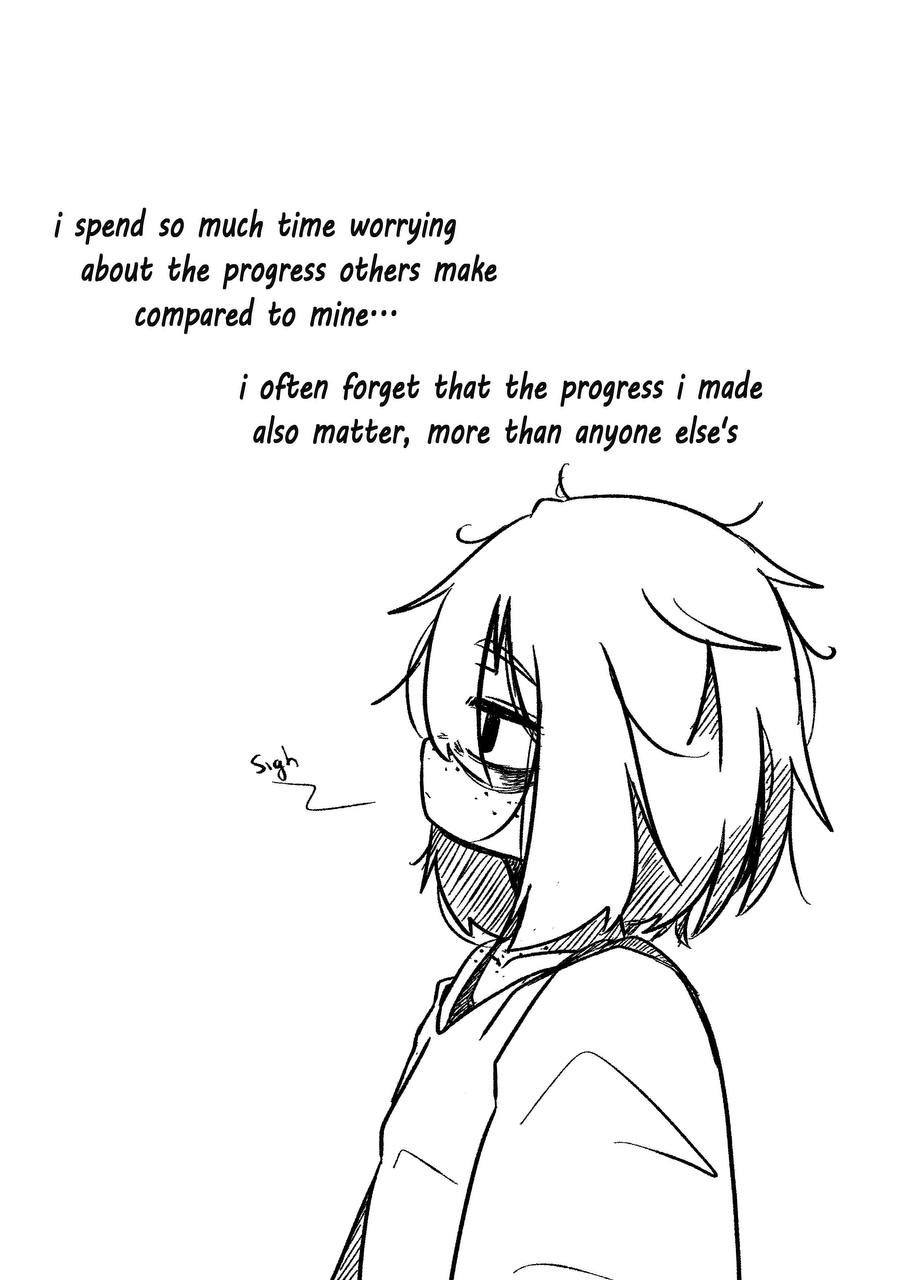 i spend so much time worrying
about the progress others make
compared to mine...
i often forget that the progress i made
also matter, more than anyone else's
Sigh